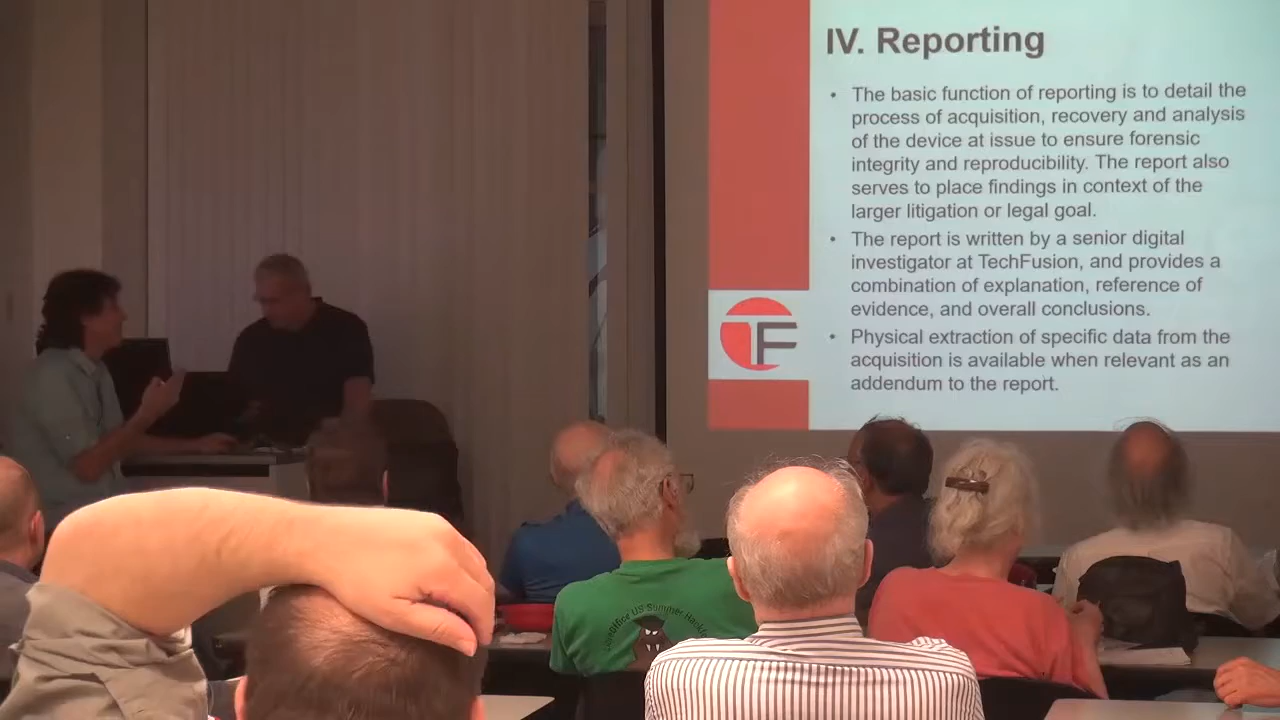 IV. Reporting
• The basic function of reporting is to detail the
process of acquisition, recovery and analysis
of the device at issue to ensure forensic
integrity and reproducibility. The report also
serves to place findings in context of the
larger litigation or legal goal.
• The report is written by a senior digital
investigator at TechFusion, and provides a
combination of explanation, reference of
evidence, and overall conclusions.
• Physical extraction of specific data from the
acquisition is available when relevant as an
addendum to the report.
TF
US Summer